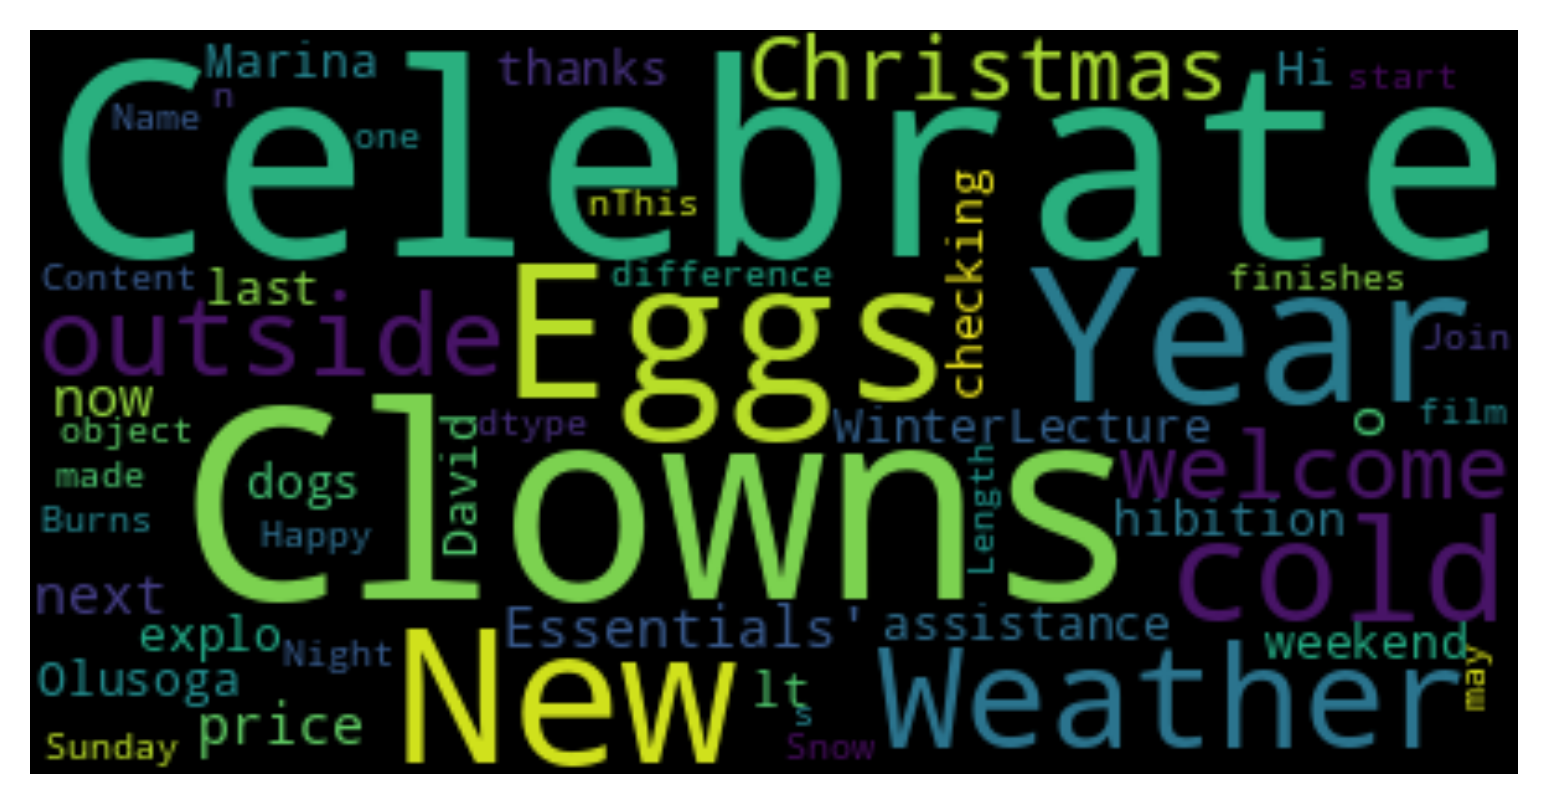 Celebrate
Marina
thanks
Christmas
Hi
start
Name
n
one
nThis
checking
Content
last
difference
finishes
outside
Eggs
Year
Join
now
object
dtype
WinterLecture
o
film
David
Clowns
Length
welcome
made
dogs
Burns
Happy
hibition
cold
next
explo
Night
Essentials'
assistance
weekend
may
Olusoga
New
lt
s
Weather
price
Sunday
Snow